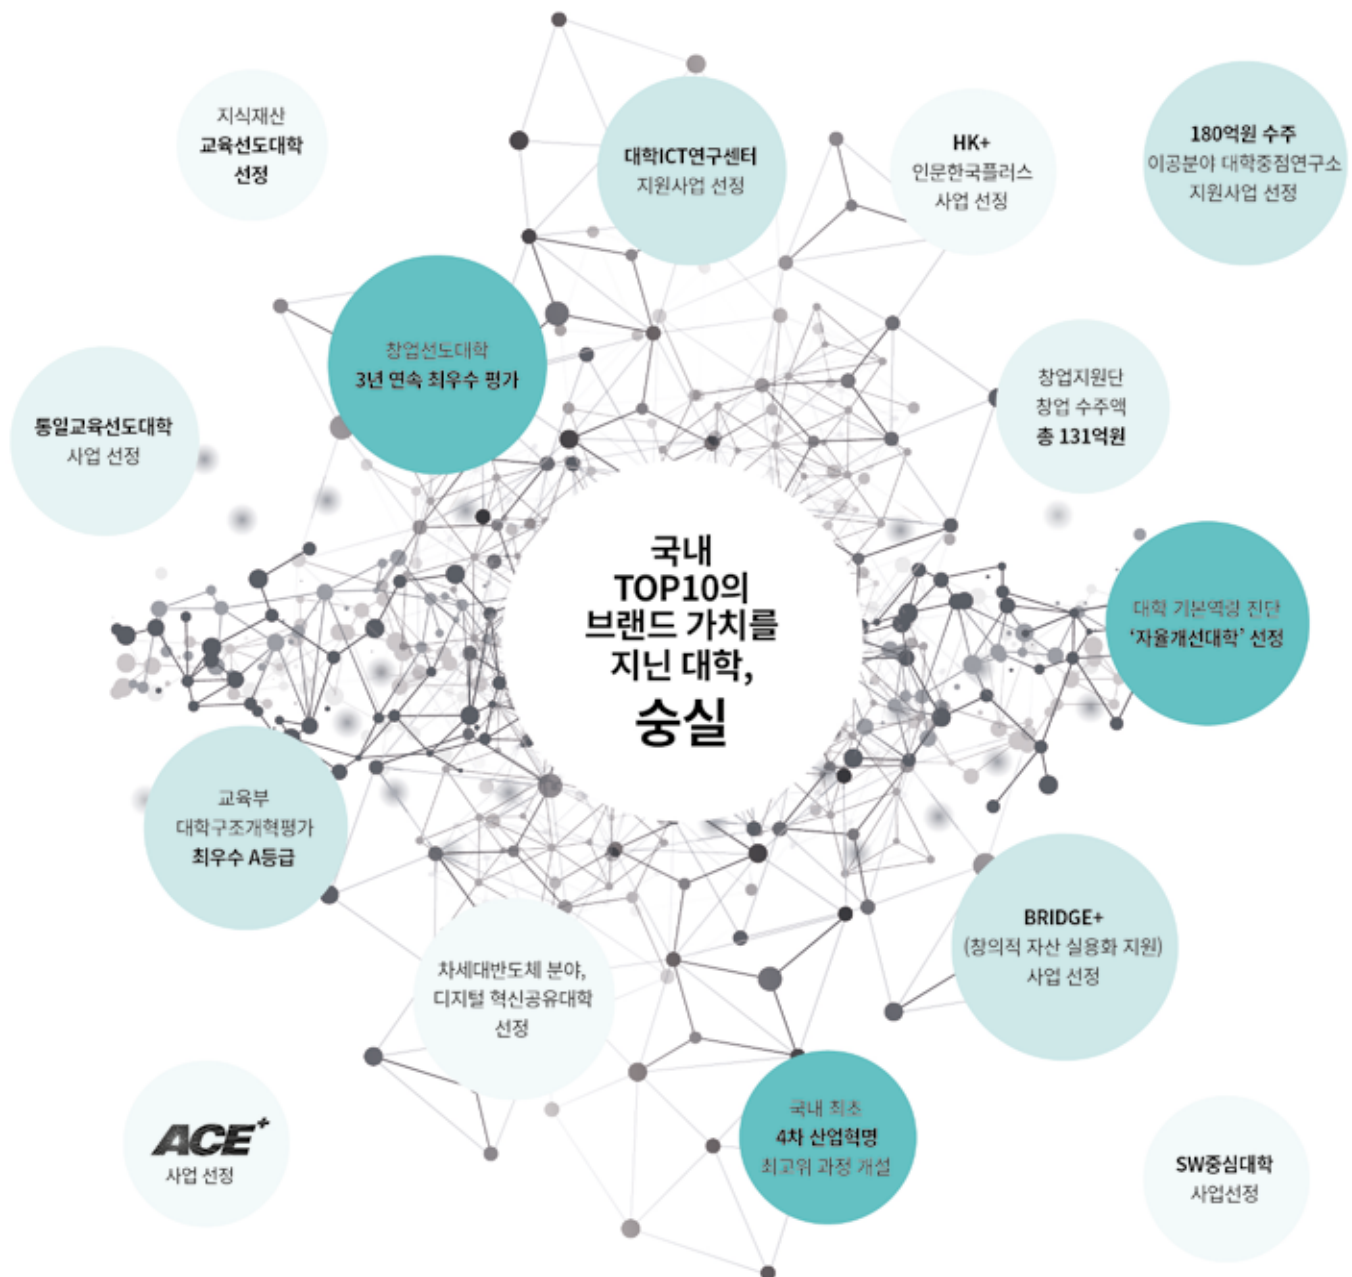 지식재산
교육선도대학
선정
대학ICT연구센터
지원사업 선정
HK+
인문한국플러스
사업 선정
180억원 수주
이공분야 대학중점연구소
지원사업 선정
창업선도대학
3년 연속 최우수 평가
창업지원단
창업 수주액
총 131억원
통일교육선도대학
사업 선정
국내
TOP10의
브랜드 가치를
지닌 대학,
숭실
대학 기본역량 진단
‘자율개선대학’ 선정
교육부
대학구조개혁평가
최우수 A등급
BRIDGE+
(창의적 자산 실용화 지원)
사업 선정
차세대반도체 분야,
디지털 혁신공유대학
선정
ACE+
사업 선정
국내 최초
4차 산업혁명
최고위 과정 개설
SW중심대학
사업선정